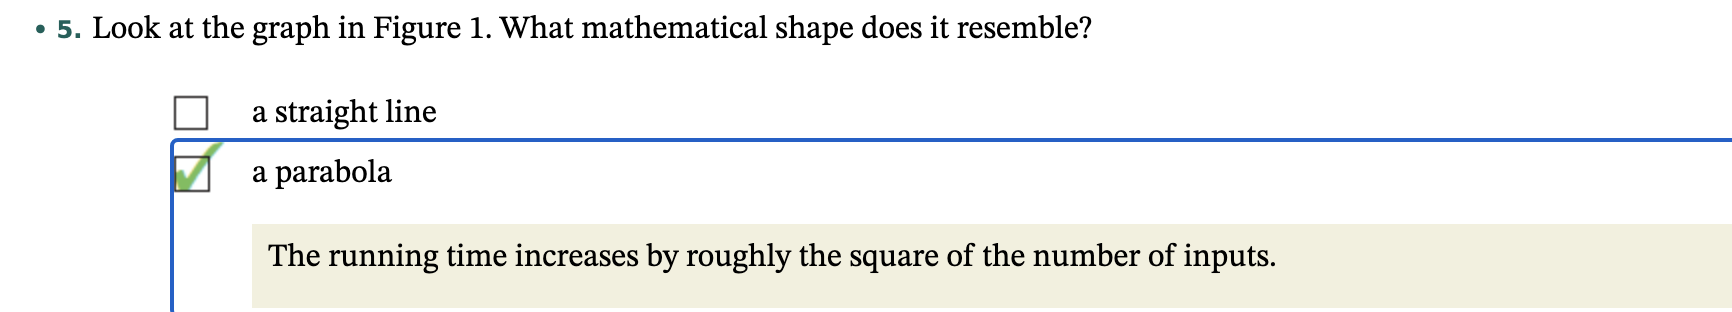 • 5. Look at the graph in Figure 1. What mathematical shape does it resemble?
a straight line
a parabola
The running time increases by roughly the square of the number of inputs.